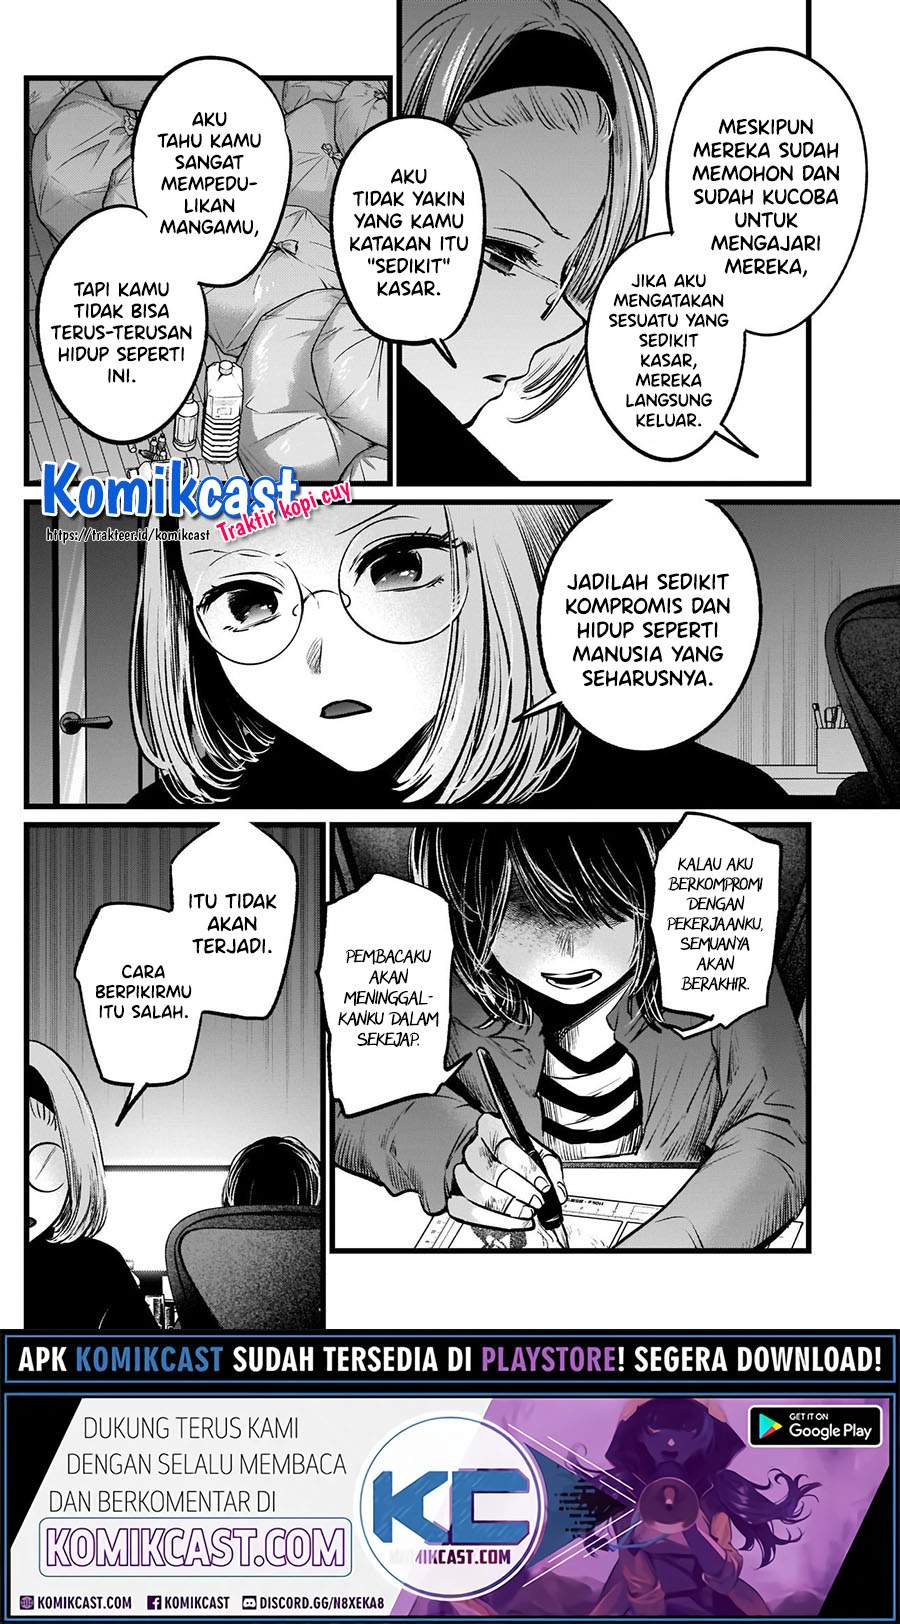 MESKIPUN
MEREKA SUDAH
MEMOHON DAN
SUDAH KUCOBA
UNTUK
MENGAJARI
MEREKA,
JIKA AKU
MENGATAKAN
SESUATU YANG
SEDIKIT
KASAR,
MEREKA
LANGSUNG
KELUAR.
AKU
TIDAK YAKIN
YANG KAMU
KATAKAN ITU
"SEDIKIT"
KASAR.
AKU
TAHU KAMU
SANGAT
MEMPEDU-
LIKAN
MANGAMU,
TAPI KAMU
TIDAK BISA
TERUS-TERUSAN
HIDUP SEPERTI
INI.
Komikcast
Traktir kopi cuy
https://trakteer.id/komikcast
JADILAH SEDIKIT
KOMPROMIS DAN
HIDUP SEPERTI
MANUSIA YANG
SEHARUSNYA.
KALAU AKU
BERKOMPROMI
DENGAN
PEKERJAANKU,
SEMUANYA
AKAN
BERAKHIR.
PEMBACAKU
AKAN
MENINGGAL-
KANKU DALAM
SEKEJAP.
ITU TIDAK
AKAN
TERJADI.
CARA
BERPIKIRMU
ITU SALAH.
APK KOMIKCAST SUDAH TERSEDIA DI PLAYSTORE! SEGERA DOWNLOAD!
DUKUNG TERUS KAMI
DENGAN SELALU MEMBACA
DAN BERKOMENTAR DI
KOMIKCAST.COM
KC
KOMIKCAST.COM
GET IT ON
Google Play
KOMIKCAST.COM
KOMIKCAST
DISCORD.GG/N8XEKA8